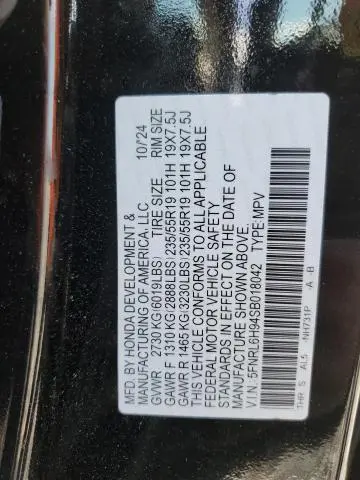 MFD. BY HONDA DEVELOPMENT &
MANUFACTURING OF AMERICA, LLC 10/24
GVWR 2730 KG(6019LBS) TIRE SIZE RIM SIZE
GAWR F 1310 KG(2888LBS)235/55R19 101H 19X7.5J
GAWR R 1465 KG(3230LBS)235/55R19 101H 19X7.5J
THIS VEHICLE CONFORMS TO ALL APPLICABLE
FEDERAL MOTOR VEHICLE SAFETY
STANDARDS IN EFFECT ON THE DATE OF
MANUFACTURE SHOWN ABOVE.
V.I.N. 5FNRL6H94SB018042 TYPE:MPV
THR S AL5 NH731P -A -B